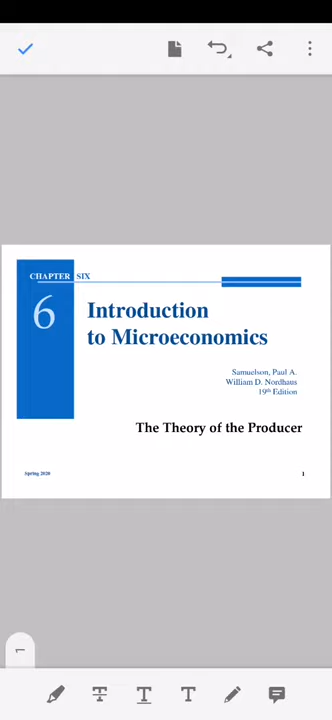 CHAPTER SIX
6
Introduction
to Microeconomics
Samuelson, Paul A.
William D. Nordhaus
19th Edition
The Theory of the Producer
Spring 2020
1
1
T T T